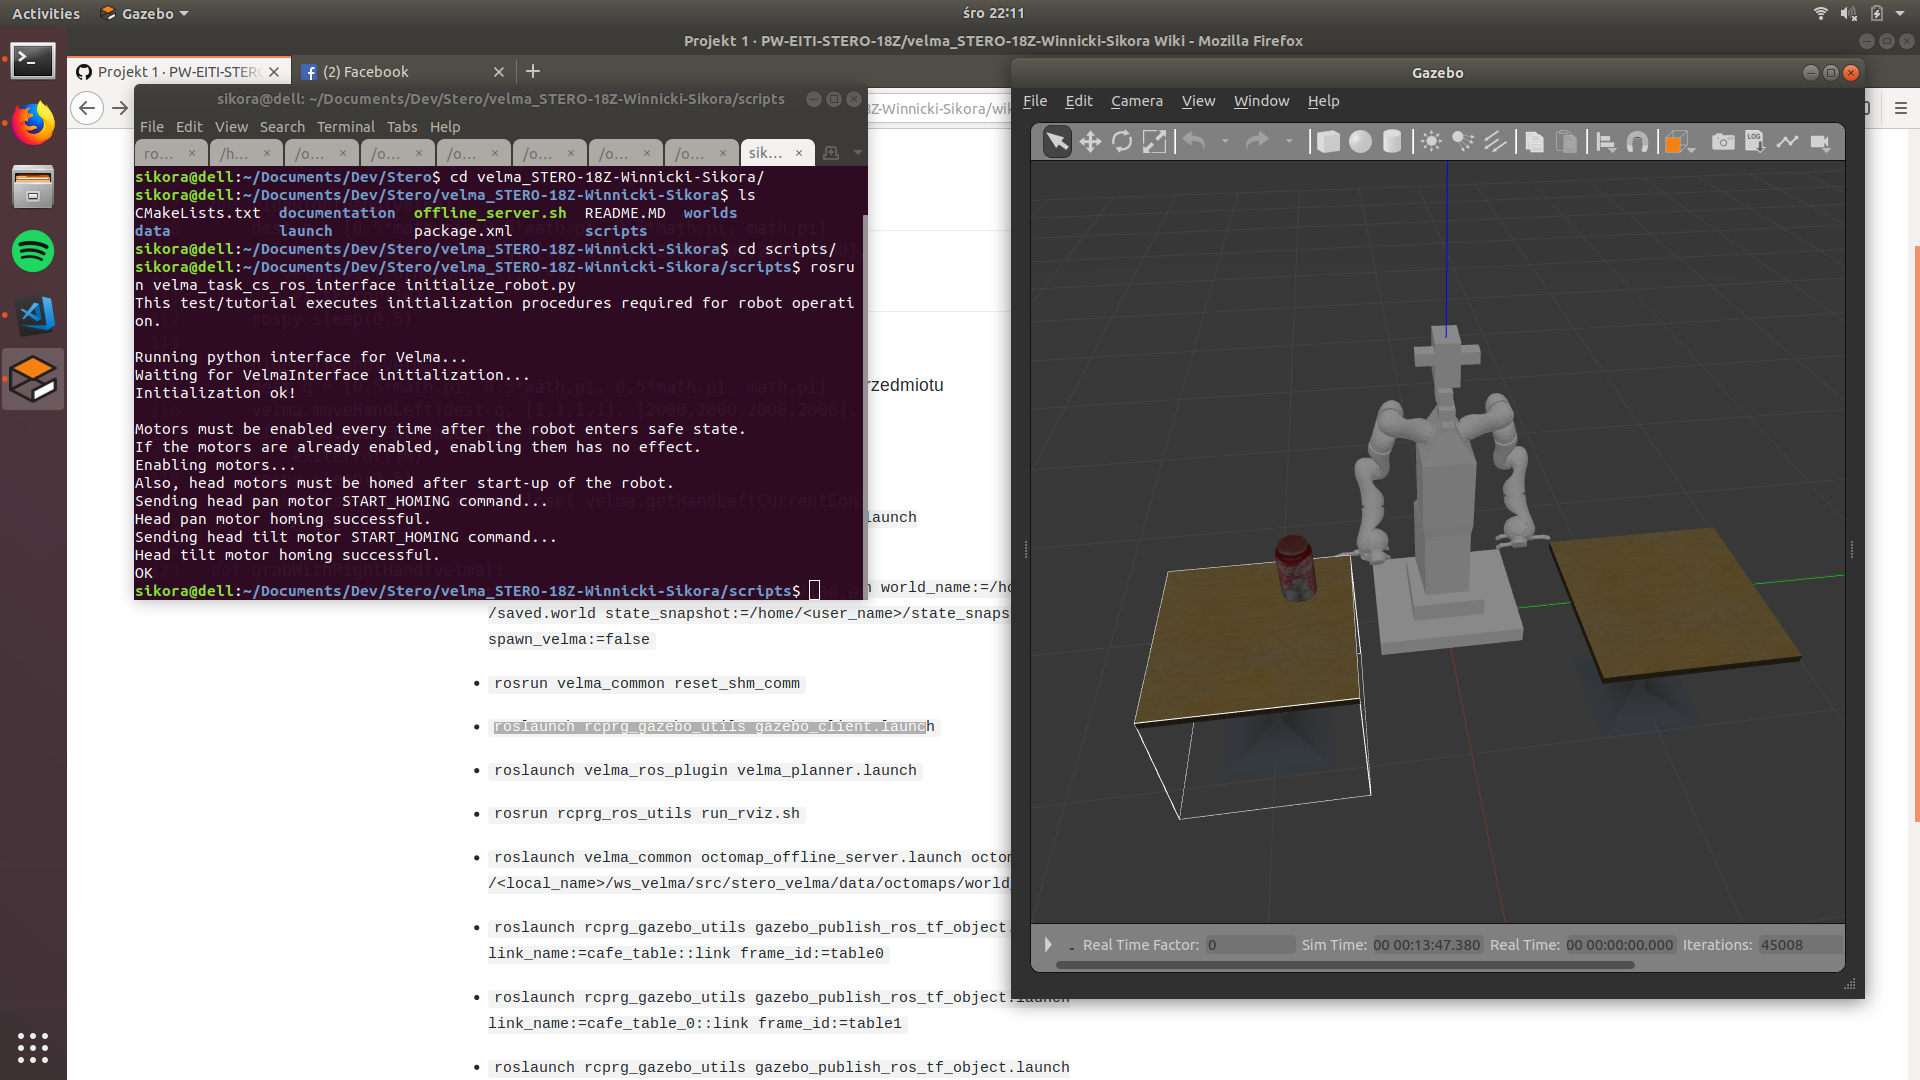 Activities
Gazebo
śro 22:11
Projekt 1 · PW-EITI-STERO-18Z/velma_STERO-18Z-Winnicki-Sikora Wiki - Mozilla Firefox
Projekt 1 · PW-EITI-STERO
(2) Facebook
8Z-Winnicki-Sikora/wik
sikora@dell: ~/Documents/Dev/Stero/velma_STERO-18Z-Winnicki-Sikora/scripts
File Edit View Search Terminal Tabs Help
ro... /h... /o... /o... /o... /o... /o... /o... sik...
sikora@dell:~/Documents/Dev/Stero$ cd velma_STERO-18Z-Winnicki-Sikora/
sikora@dell:~/Documents/Dev/Stero/velma_STERO-18Z-Winnicki-Sikora$ ls
CMakeLists.txt documentation offline_server.sh README.MD worlds
data launch package.xml scripts
sikora@dell:~/Documents/Dev/Stero/velma_STERO-18Z-Winnicki-Sikora$ cd scripts/
sikora@dell:~/Documents/Dev/Stero/velma_STERO-18Z-Winnicki-Sikora/scripts$ rosru
n velma_task_cs_ros_interface initialize_robot.py
This test/tutorial executes initialization procedures required for robot operati
on.
Running python interface for Velma...
Waiting for VelmaInterface initialization...
Initialization ok!
Motors must be enabled every time after the robot enters safe state.
If the motors are already enabled, enabling them has no effect.
Enabling motors...
Also, head motors must be homed after start-up of the robot.
Sending head pan motor START_HOMING command...
Head pan motor homing successful.
Sending head tilt motor START_HOMING command...
Head tilt motor homing successful.
OK
sikora@dell:~/Documents/Dev/Stero/velma_STERO-18Z-Winnicki-Sikora/scripts$
rzedmiotu
launch
world_name:=/ho
/saved.world state_snapshot:=/home/<user_name>/state_snaps
spawn_velma:=false
rosrun velma_common reset_shm_comm
roslaunch rcprg_gazebo_utils gazebo_client.launch
roslaunch velma_ros_plugin velma_planner.launch
rosrun rcprg_ros_utils run_rviz.sh
roslaunch velma_common octomap_offline_server.launch octom
/<local_name>/ws_velma/src/stero_velma/data/octomaps/world_
roslaunch rcprg_gazebo_utils gazebo_publish_ros_tf_object.
link_name:=cafe_table::link frame_id:=table0
roslaunch rcprg_gazebo_utils gazebo_publish_ros_tf_object.launch
link_name:=cafe_table_0::link frame_id:=table1
roslaunch rcprg_gazebo_utils gazebo_publish_ros_tf_object.launch
Gazebo
File Edit Camera View Window Help
LOG
Real Time Factor: 0 Sim Time: 00 00:13:47.380 Real Time: 00 00:00:00.000 Iterations: 45008